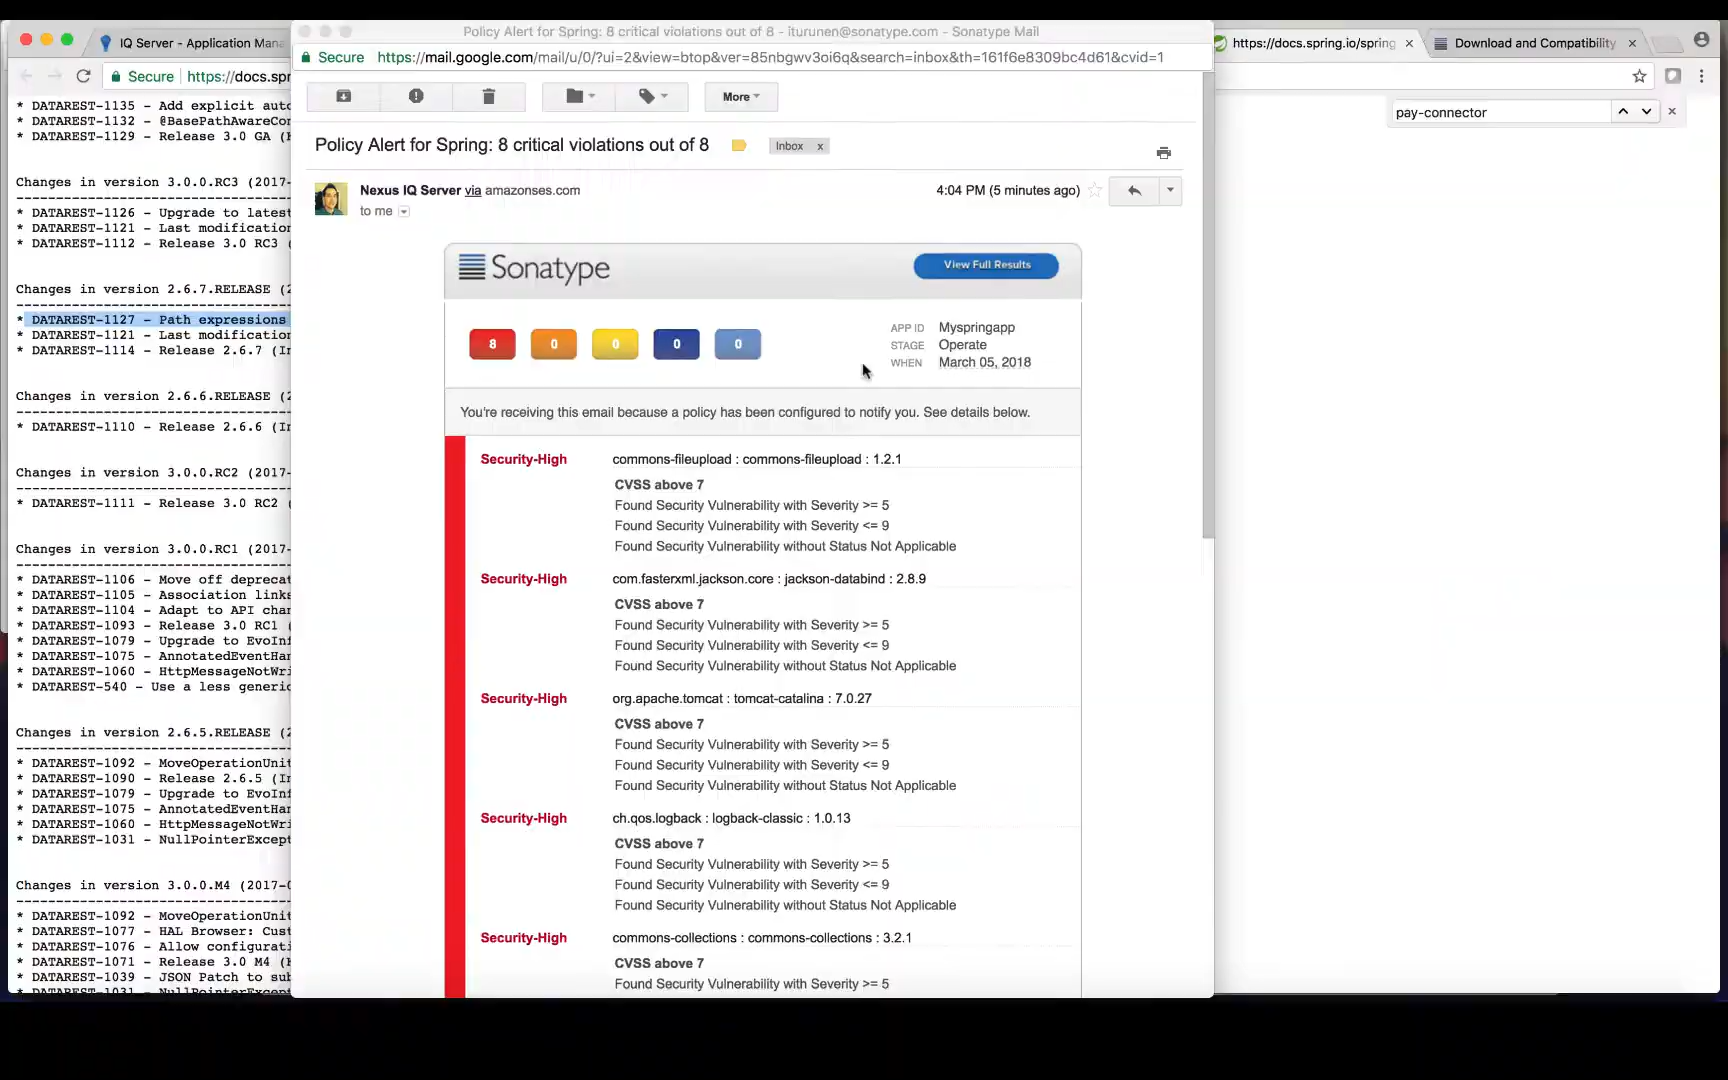 Policy Alert for Spring: 8 critical violations out of 8 - iturunen@sonatype.com - Sonatype Mail
IQ Server - Application Mana
https://docs.spring.io/spring
Download and Compatibility
Secure https://docs.spr
Secure https://mail.google.com/mail/u/0/?ui=2&view=btop&ver=85nbgwv3oi6q&search=inbox&th=161f6e8309bc4d61&cvid=1
pay-connector
* DATAREST-1135 - Add explicit auto
* DATAREST-1132 - @BasePathAwareCon
* DATAREST-1129 - Release 3.0 GA (
Changes in version 3.0.0.RC3 (2017-
* DATAREST-1126 - Upgrade to latest
* DATAREST-1121 - Last modification
* DATAREST-1112 - Release 3.0 RC3 (
Changes in version 2.6.7.RELEASE (2
* DATAREST-1127 - Path expressions
* DATAREST-1121 - Last modification
* DATAREST-1114 - Release 2.6.7 (In
Changes in version 2.6.6.RELEASE (2
* DATAREST-1110 - Release 2.6.6 (In
Changes in version 3.0.0.RC2 (2017-
* DATAREST-1111 - Release 3.0 RC2 (
Changes in version 3.0.0.RC1 (2017-
* DATAREST-1106 - Move off deprecat
* DATAREST-1105 - Association links
* DATAREST-1104 - Adapt to API chan
* DATAREST-1093 - Release 3.0 RC1 (
* DATAREST-1079 - Upgrade to EvoInf
* DATAREST-1075 - AnnotatedEventHan
* DATAREST-1060 - HttpMessageNotWri
* DATAREST-540 - Use a less generic
Changes in version 2.6.5.RELEASE (2
* DATAREST-1092 - MoveOperationUnit
* DATAREST-1090 - Release 2.6.5 (In
* DATAREST-1079 - Upgrade to EvoInf
* DATAREST-1075 - AnnotatedEventHan
* DATAREST-1060 - HttpMessageNotWri
* DATAREST-1031 - NullPointerExcept
Changes in version 3.0.0.M4 (2017-0
* DATAREST-1092 - MoveOperationUnit
* DATAREST-1077 - HAL Browser: Cust
* DATAREST-1076 - Allow configurati
* DATAREST-1071 - Release 3.0 M4 (
* DATAREST-1039 - JSON Patch to sub
* DATAREST-1031 - NullPointerExcept
More
Policy Alert for Spring: 8 critical violations out of 8
Inbox x
Nexus IQ Server via amazonses.com
4:04 PM (5 minutes ago)
to me
Sonatype
View Full Results
8 0 0 0 0
APP ID Myspringapp
STAGE Operate
WHEN March 05, 2018
You're receiving this email because a policy has been configured to notify you. See details below.
Security-High commons-fileupload : commons-fileupload : 1.2.1
CVSS above 7
Found Security Vulnerability with Severity >= 5
Found Security Vulnerability with Severity <= 9
Found Security Vulnerability without Status Not Applicable
Security-High com.fasterxml.jackson.core : jackson-databind : 2.8.9
CVSS above 7
Found Security Vulnerability with Severity >= 5
Found Security Vulnerability with Severity <= 9
Found Security Vulnerability without Status Not Applicable
Security-High org.apache.tomcat : tomcat-catalina : 7.0.27
CVSS above 7
Found Security Vulnerability with Severity >= 5
Found Security Vulnerability with Severity <= 9
Found Security Vulnerability without Status Not Applicable
Security-High ch.qos.logback : logback-classic : 1.0.13
CVSS above 7
Found Security Vulnerability with Severity >= 5
Found Security Vulnerability with Severity <= 9
Found Security Vulnerability without Status Not Applicable
Security-High commons-collections : commons-collections : 3.2.1
CVSS above 7
Found Security Vulnerability with Severity >= 5